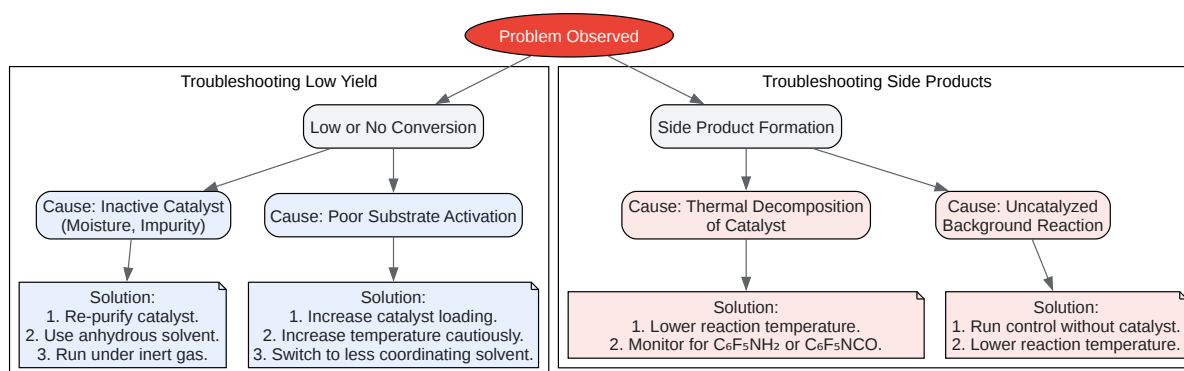 Problem Observed
Troubleshooting Low Yield
Troubleshooting Side Products
Low or No Conversion
Side Product Formation
Cause: Inactive Catalyst
(Moisture, Impurity)
Cause: Poor Substrate Activation
Cause: Thermal Decomposition
of Catalyst
Cause: Uncatalyzed
Background Reaction
Solution:
1. Re-purify catalyst.
2. Use anhydrous solvent.
3. Run under inert gas.
Solution:
1. Increase catalyst loading.
2. Increase temperature cautiously.
3. Switch to less coordinating solvent.
Solution:
1. Lower reaction temperature.
2. Monitor for C₆F₅NH₂ or C₆F₅NCO.
Solution:
1. Run control without catalyst.
2. Lower reaction temperature.